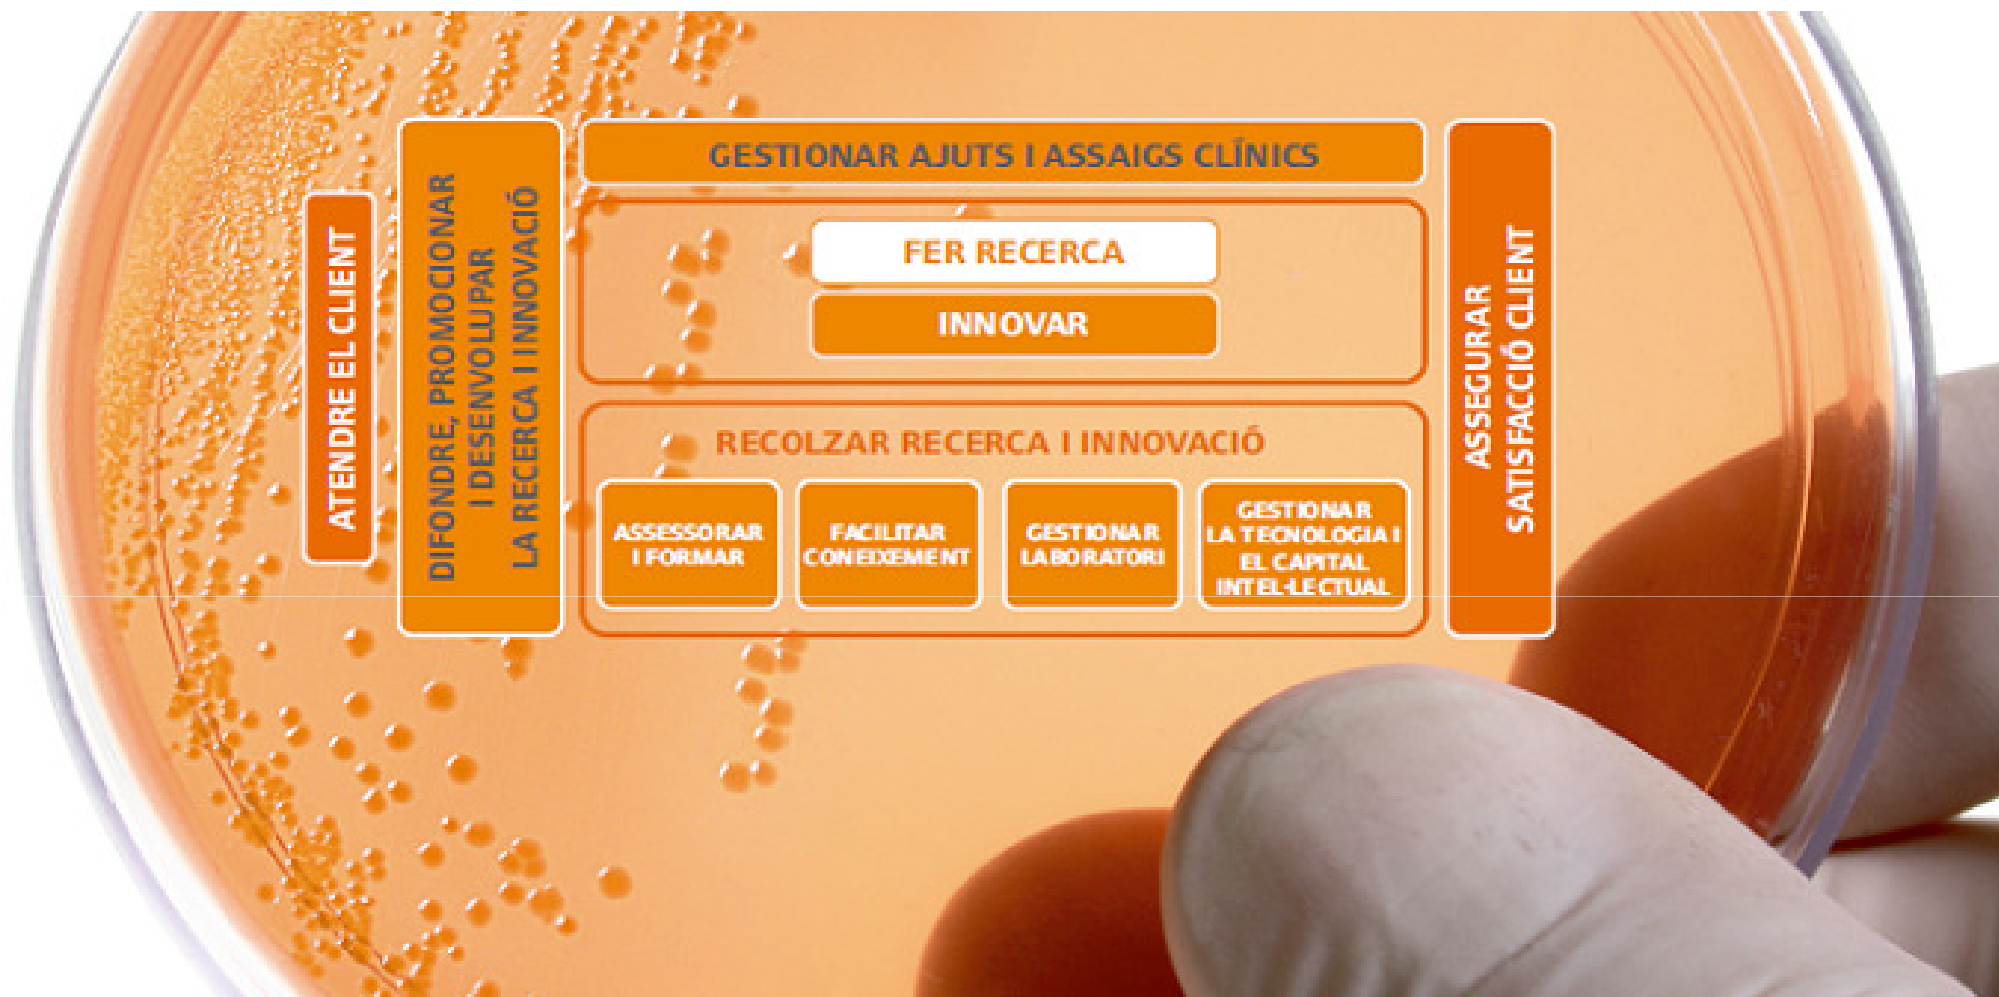 ATENDRE EL CLIENT
DIFONDRE, PROMOCIONAR
I DESENVOLUPAR
LA RECERCA I INNOVACIÓ
GESTIONAR AJUTS I ASSAIGS CLÍNICS
FER RECERCA
INNOVAR
RECOLZAR RECERCA I INNOVACIÓ
ASSESSORAR
I FORMAR
FACILITAR
CONEIXEMENT
GESTIONAR
LABORATORI
GESTIONAR
LA TECNOLOGIA I
EL CAPITAL
INTEL·LECTUAL
ASSEGURAR
SATISFACCIÓ CLIENT